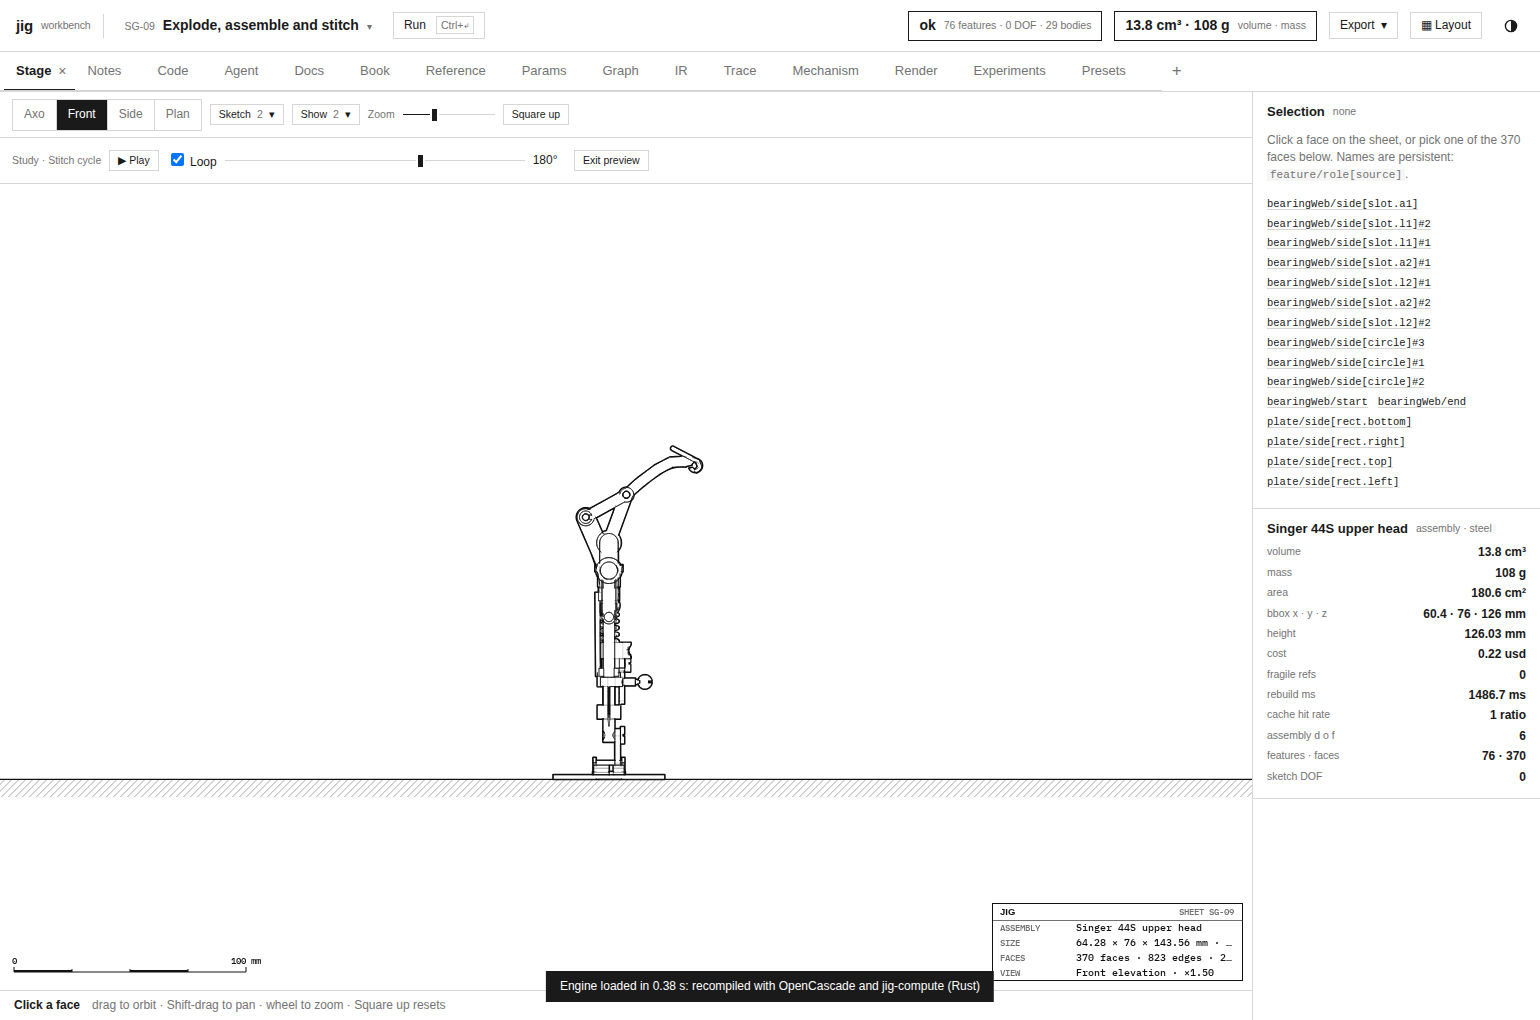 jig workbench SG-09 Explode, assemble and stitch ▾ Run Ctrl+↵ ok 76 features · 0 DOF · 29 bodies 13.8 cm³ · 108 g volume · mass Export ▾ ▦ Layout
Stage × Notes Code Agent Docs Book Reference Params Graph IR Trace Mechanism Render Experiments Presets +
Axo Front Side Plan Sketch 2 ▾ Show 2 ▾ Zoom Square up
Study · Stitch cycle ▶ Play Loop 180° Exit preview
Selection none
Click a face on the sheet, or pick one of the 370
faces below. Names are persistent:
feature/role[source].
bearingWeb/side[slot.a1]
bearingWeb/side[slot.l1]#2
bearingWeb/side[slot.l1]#1
bearingWeb/side[slot.a2]#1
bearingWeb/side[slot.l2]#1
bearingWeb/side[slot.a2]#2
bearingWeb/side[slot.l2]#2
bearingWeb/side[circle]#3
bearingWeb/side[circle]#1
bearingWeb/side[circle]#2
bearingWeb/start bearingWeb/end
plate/side[rect.bottom]
plate/side[rect.right]
plate/side[rect.top]
plate/side[rect.left]
Singer 44S upper head assembly · steel
volume 13.8 cm³
mass 108 g
area 180.6 cm²
bbox x · y · z 60.4 · 76 · 126 mm
height 126.03 mm
cost 0.22 usd
fragile refs 0
rebuild ms 1486.7 ms
cache hit rate 1 ratio
assembly d o f 6
features · faces 76 · 370
sketch DOF 0
0 100 mm
JIG SHEET SG-09
ASSEMBLY Singer 44S upper head
SIZE 64.28 × 76 × 143.56 mm · …
FACES 370 faces · 823 edges · 2…
VIEW Front elevation · ×1.50
Engine loaded in 0.38 s: recompiled with OpenCascade and jig-compute (Rust)
Click a face drag to orbit · Shift-drag to pan · wheel to zoom · Square up resets